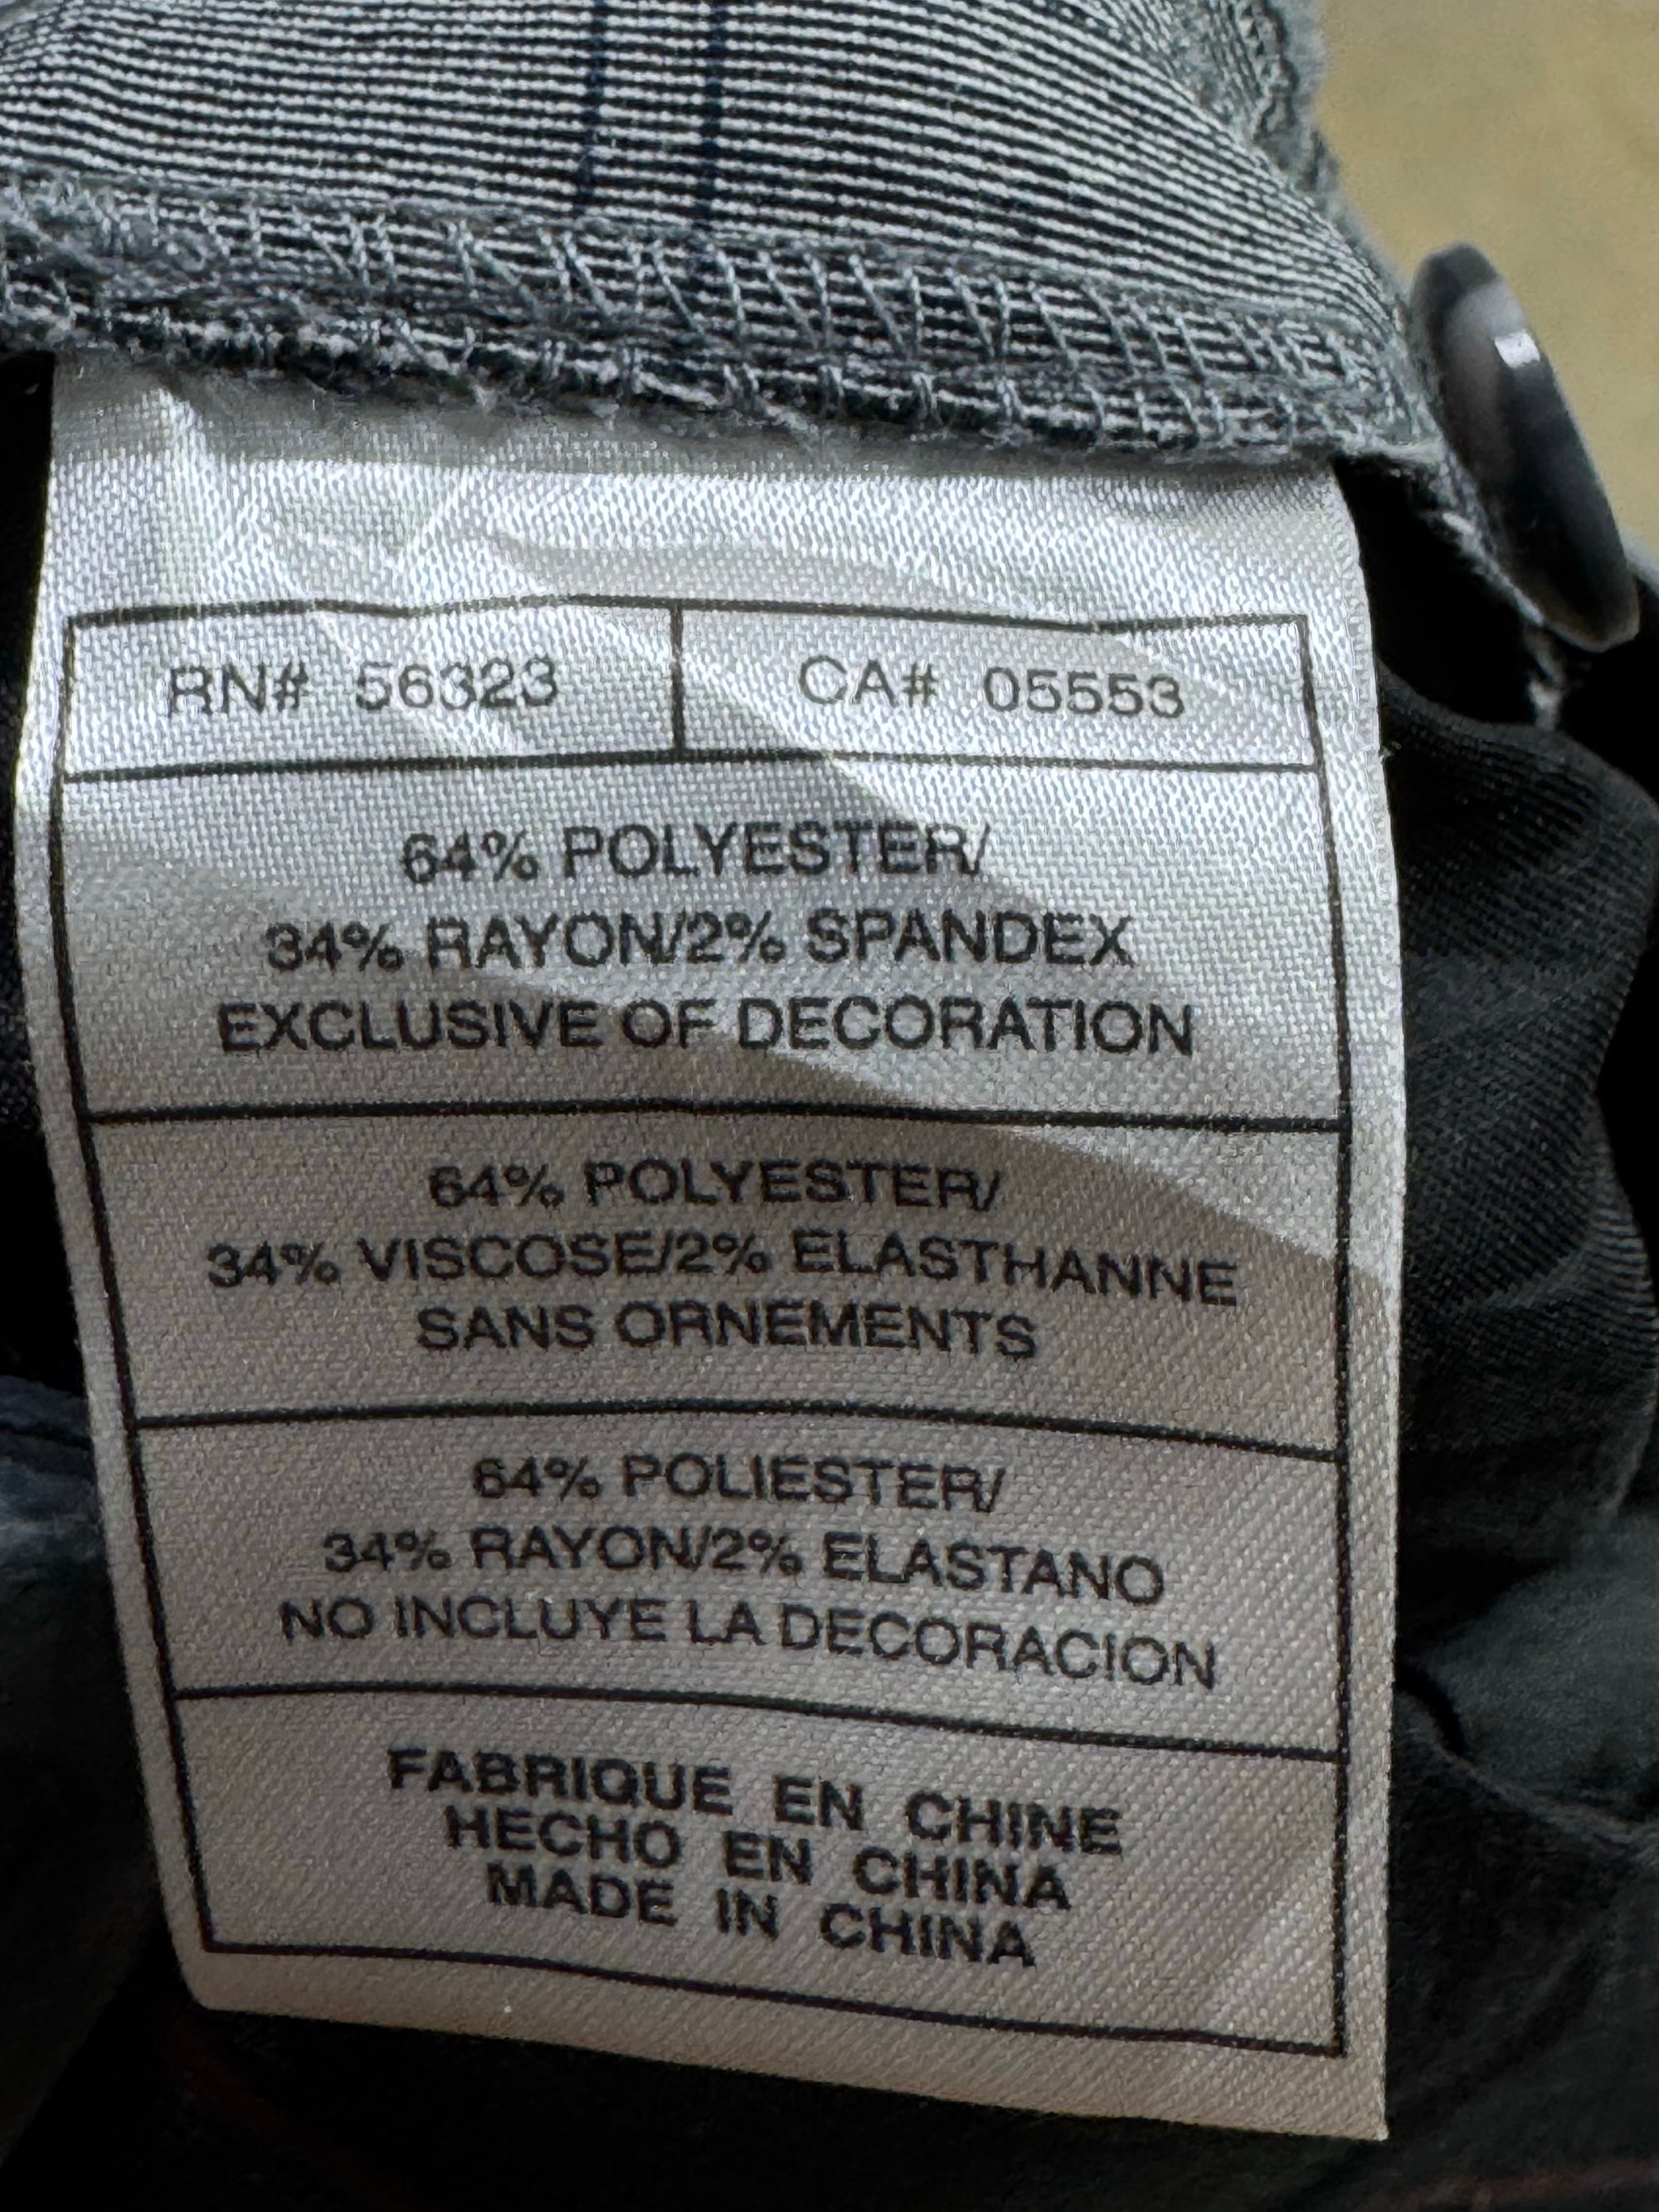 RN# 56323 CA# 05553
64% POLYESTER/
34% RAYON/2% SPANDEX
EXCLUSIVE OF DECORATION
64% POLYESTER/
34% VISCOSE/2% ELASTHANNE
SANS ORNEMENTS
64% POLIESTER/
34% RAYON/2% ELASTANO
NO INCLUYE LA DECORACION
FABRIQUE EN CHINE
HECHO EN CHINA
MADE IN CHINA